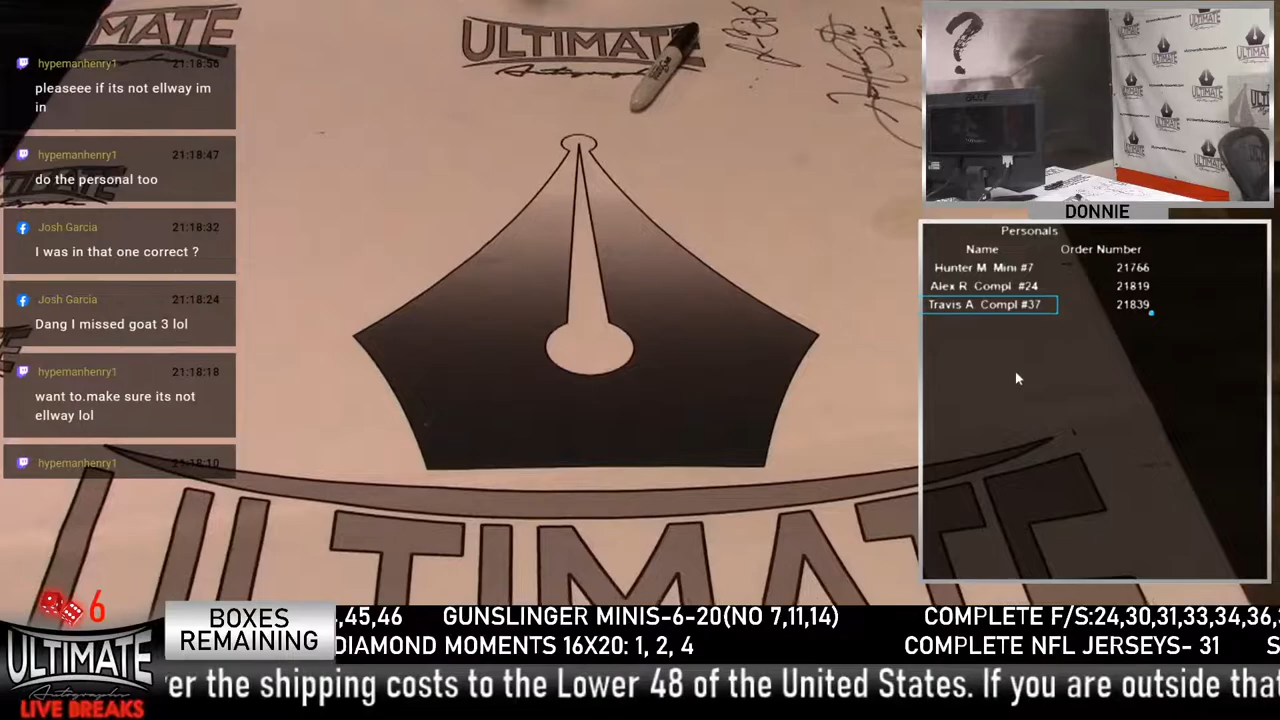 hypemanhenry1 21:18:56
pleaseee if its not ellway im
in
hypemanhenry1 21:18:47
do the personal too
Josh Garcia 21:18:32
I was in that one correct ?
Josh Garcia 21:18:24
Dang I missed goat 3 lol
hypemanhenry1 21:18:18
want to.make sure its not
ellway lol
hypemanhenry1 21:18:10
ULTIMATE
Autographs
?
DONNIE
Personals
Name Order Number
Hunter M Mini #7 21766
Alex R Compl #24 21819
Travis A Compl #37 21839
ULTIMATE
6
ULTIMATE
Autographs
LIVE BREAKS
BOXES
REMAINING
,45,46 GUNSLINGER MINIS-6-20(NO 7,11,14) COMPLETE F/S:24,30,31,33,34,36,
DIAMOND MOMENTS 16X20: 1, 2, 4 COMPLETE NFL JERSEYS- 31 S
er the shipping costs to the Lower 48 of the United States. If you are outside that